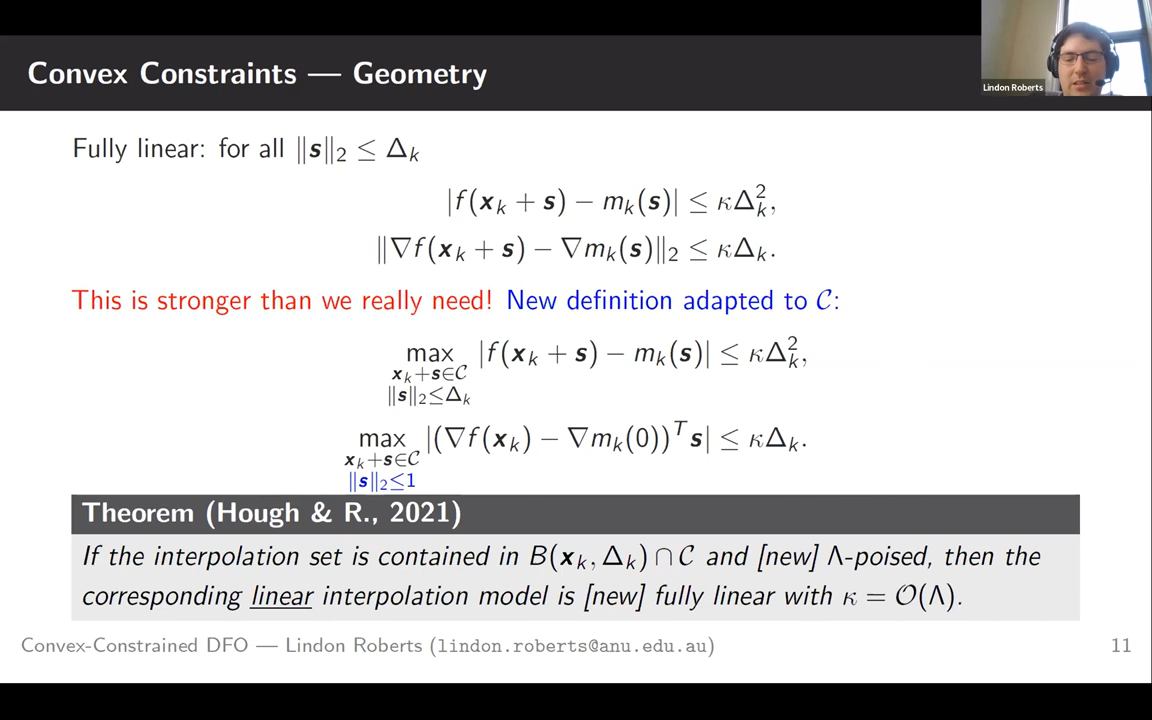 Convex Constraints — Geometry
Lindon Roberts
Fully linear: for all ‖s‖₂ ≤ Δₖ
|f(xₖ + s) − mₖ(s)| ≤ κΔₖ²,
‖∇f(xₖ + s) − ∇mₖ(s)‖₂ ≤ κΔₖ.
This is stronger than we really need! New definition adapted to 𝒞:
max |f(xₖ + s) − mₖ(s)| ≤ κΔₖ²,
xₖ+s∈𝒞
‖s‖₂≤Δₖ
max |(∇f(xₖ) − ∇mₖ(0))ᵀs| ≤ κΔₖ.
xₖ+s∈𝒞
‖s‖₂≤1
Theorem (Hough & R., 2021)
If the interpolation set is contained in B(xₖ, Δₖ) ∩ 𝒞 and [new] Λ-poised, then the
corresponding linear interpolation model is [new] fully linear with κ = 𝒪(Λ).
Convex-Constrained DFO — Lindon Roberts (lindon.roberts@anu.edu.au)
11